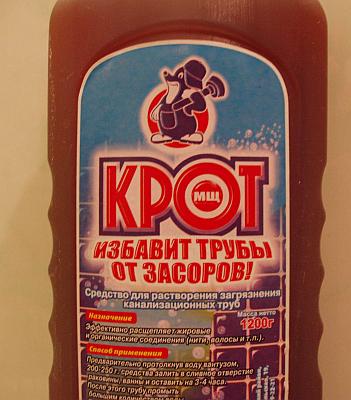 КРОТ
МЩ
ИЗБАВИТ ТРУБЫ
ОТ ЗАСОРОВ!
Средство для растворения загрязнения
канализационных труб
Масса нетто
1200г
Назначение
Эффективно расщепляет жировые
и органические соединения (нити, волосы и т.п.).
Способ применения
Предварительно протолкнув воду вантузом,
200-250 г. средства залить в сливное отверстие
раковины, ванны и оставить на 3-4 часа.
После этого трубу промыть
большим количеством воды